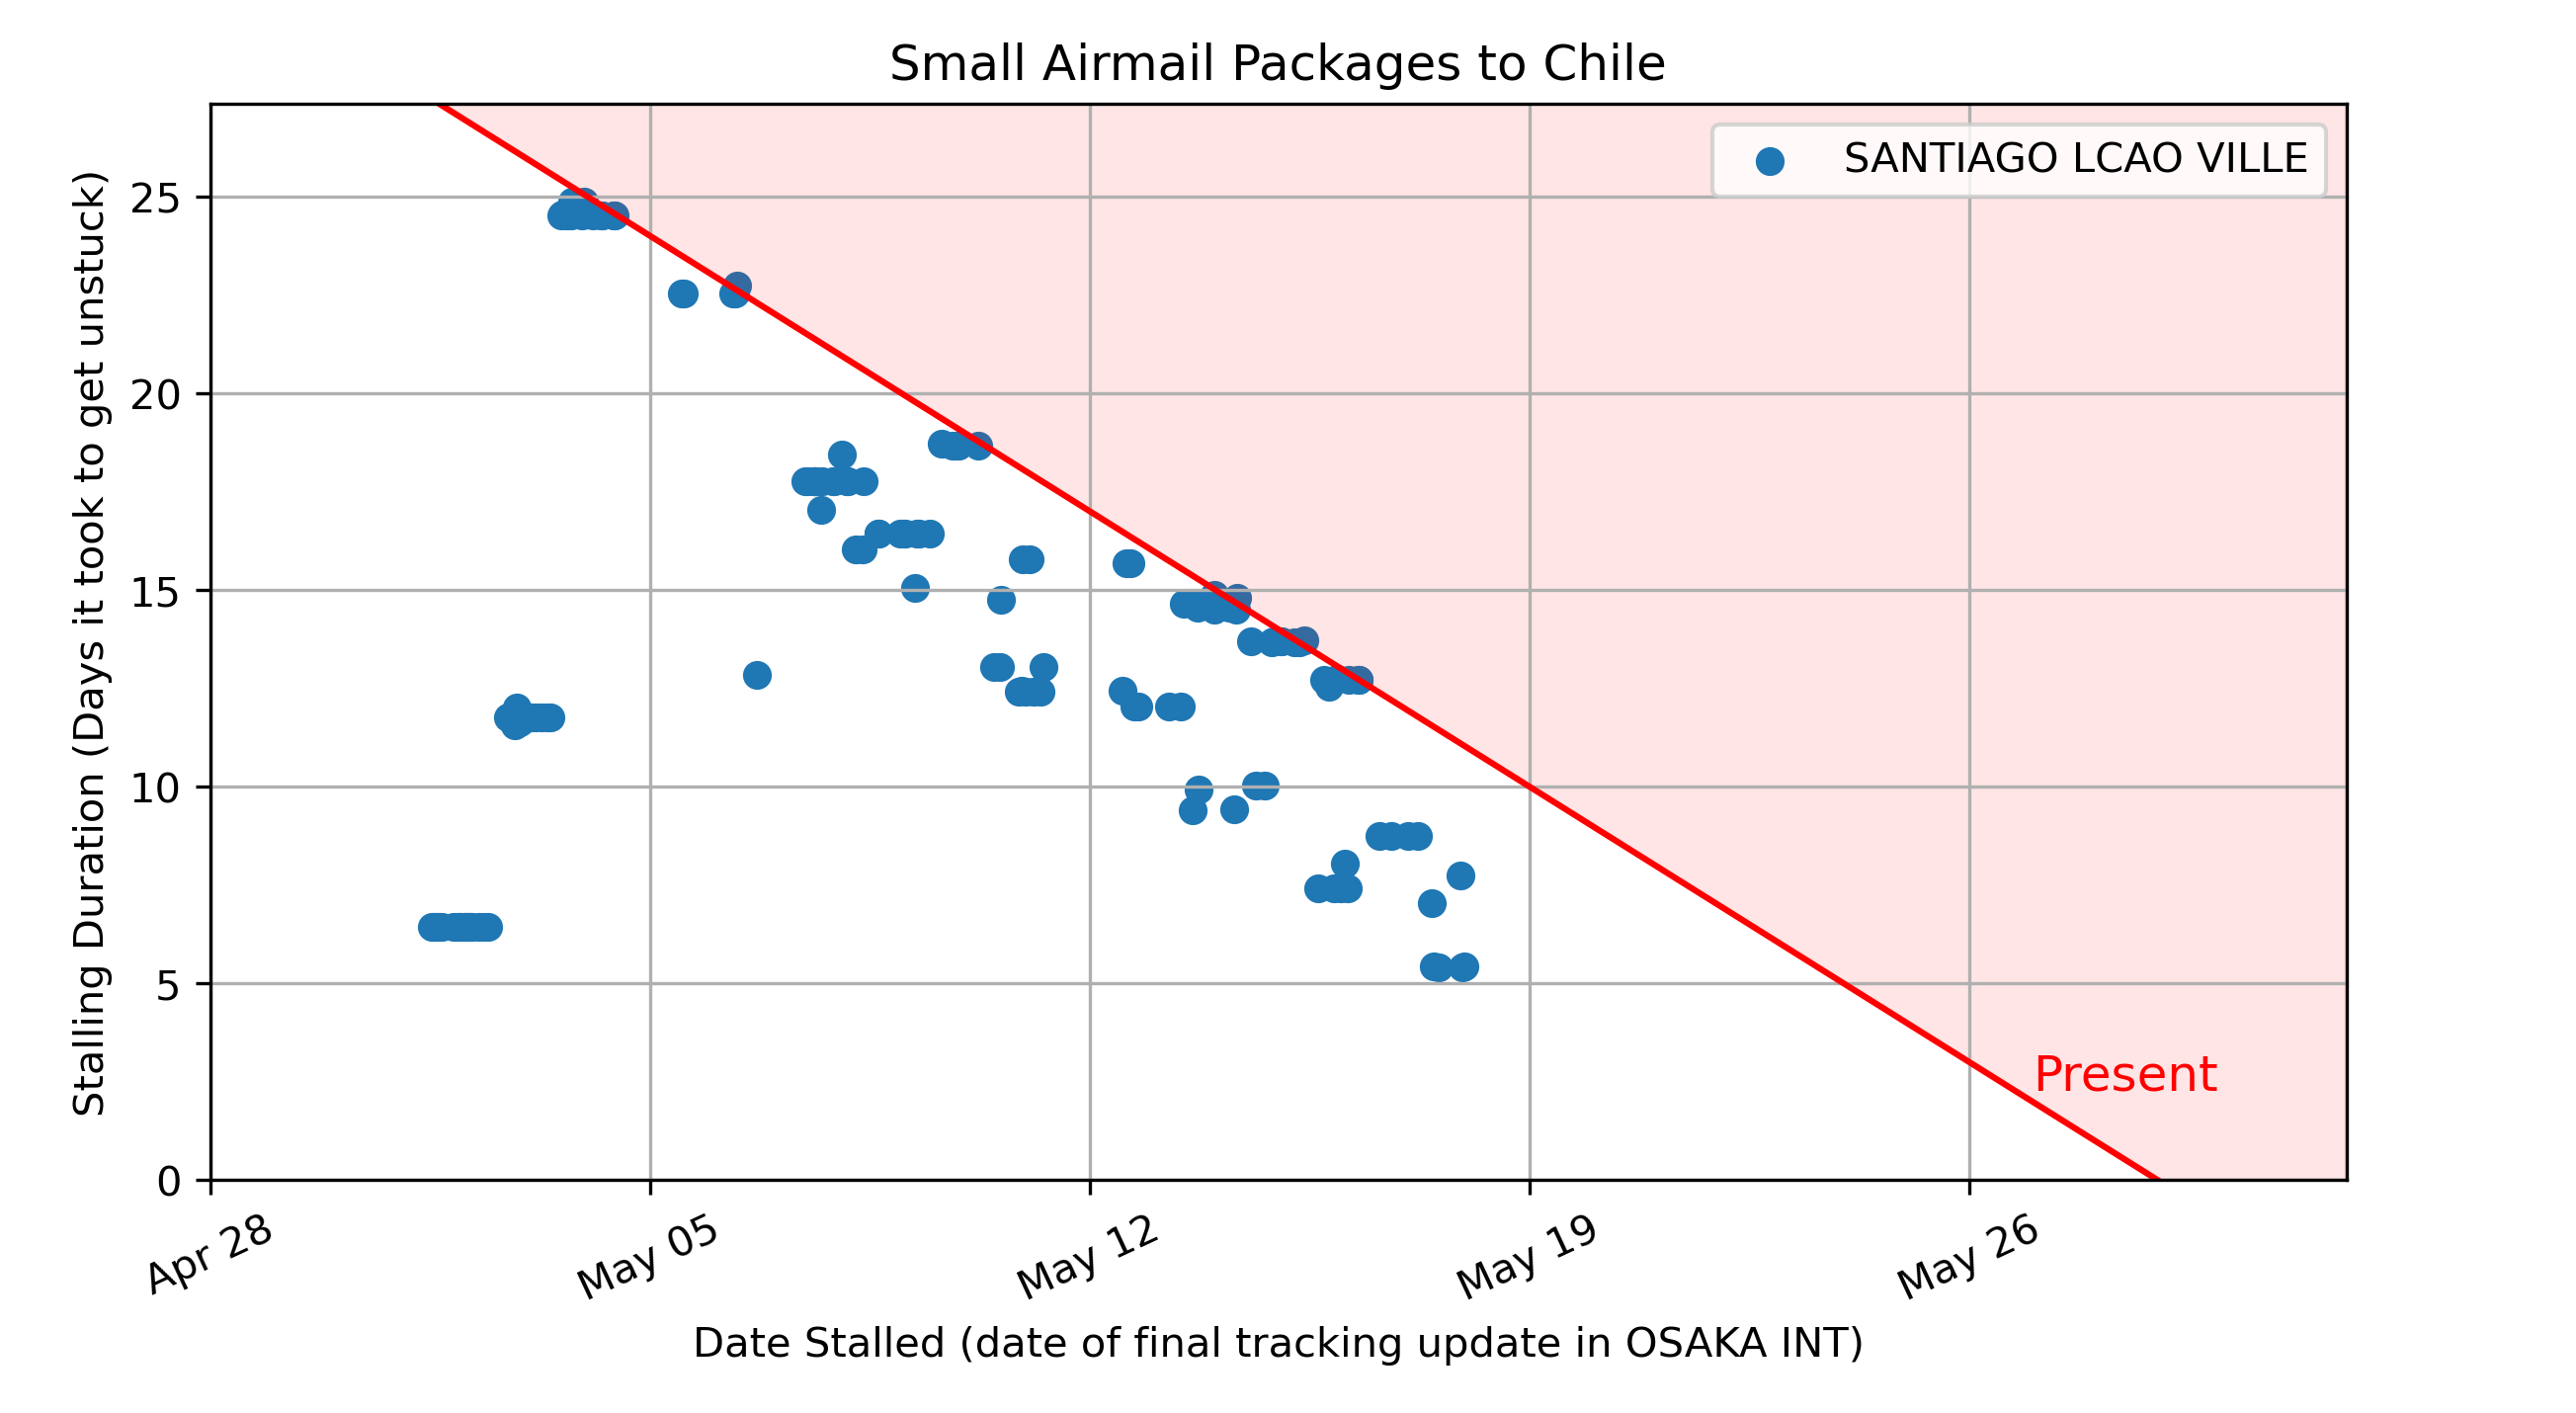 Small Airmail Packages to Chile
SANTIAGO LCAO VILLE
Stalling Duration (Days it took to get unstuck)
25
20
15
10
5
0
Present
Apr 28
May 05
May 12
May 19
May 26
Date Stalled (date of final tracking update in OSAKA INT)